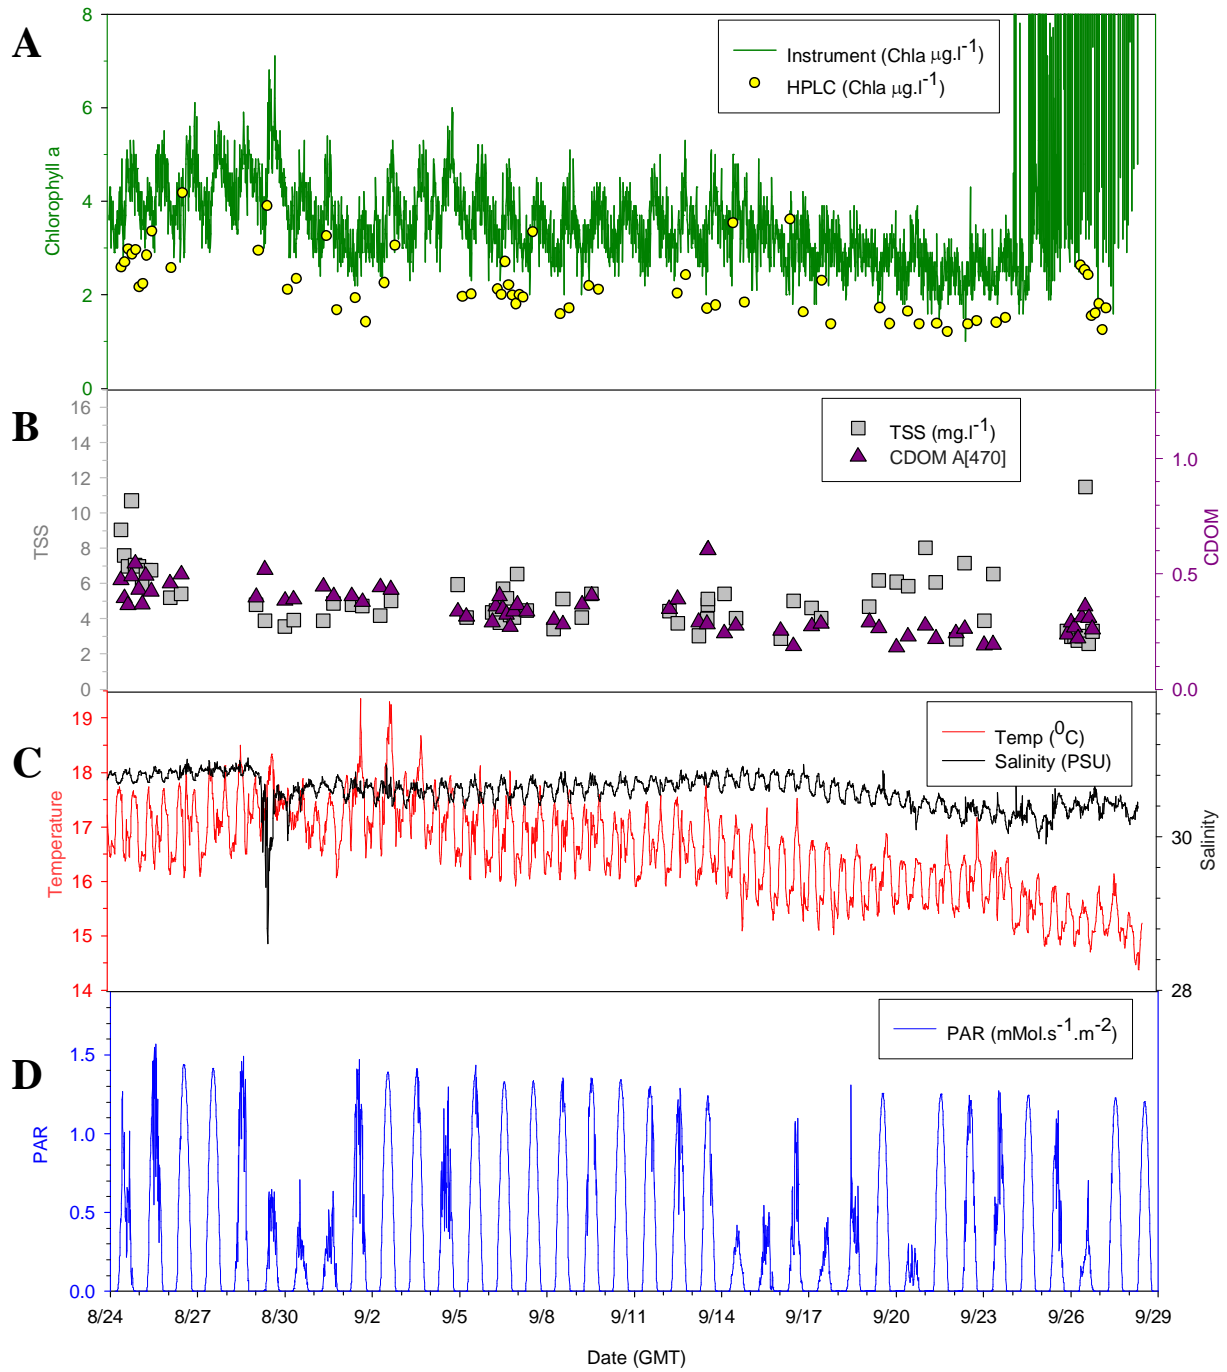 A
8
6
4
2
0
Chlorophyll a
Instrument (Chla μg.l-1)
HPLC (Chla μg.l-1)
B
16
14
12
10
8
6
4
2
0
TSS
TSS (mg.l-1)
CDOM A[470]
1.0
0.5
0.0
CDOM
C
19
18
17
16
15
14
Temperature
Temp (0C)
Salinity (PSU)
30
28
Salinity
D
1.5
1.0
0.5
0.0
PAR
PAR (mMol.s-1.m-2)
8/24 8/27 8/30 9/2 9/5 9/8 9/11 9/14 9/17 9/20 9/23 9/26 9/29
Date (GMT)